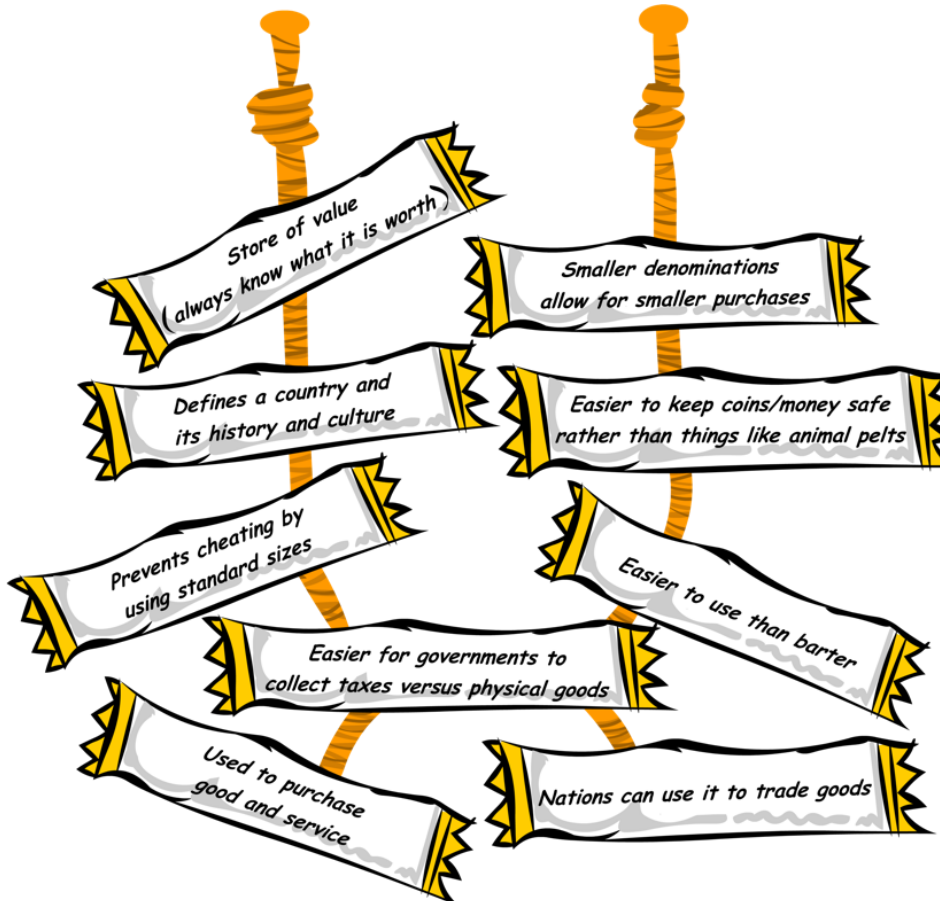 Store of value
(always know what it is worth)
Smaller denominations
allow for smaller purchases
Defines a country and
its history and culture
Easier to keep coins/money safe
rather than things like animal pelts
Prevents cheating by
using standard sizes
Easier to use than barter
Easier for governments to
collect taxes versus physical goods
Used to purchase
good and service
Nations can use it to trade goods